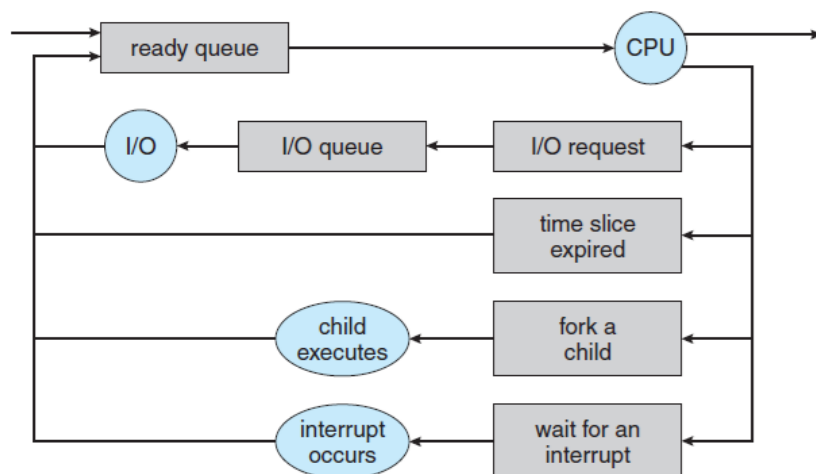 ready queue
CPU
I/O
I/O queue
I/O request
time slice
expired
child
executes
fork a
child
interrupt
occurs
wait for an
interrupt